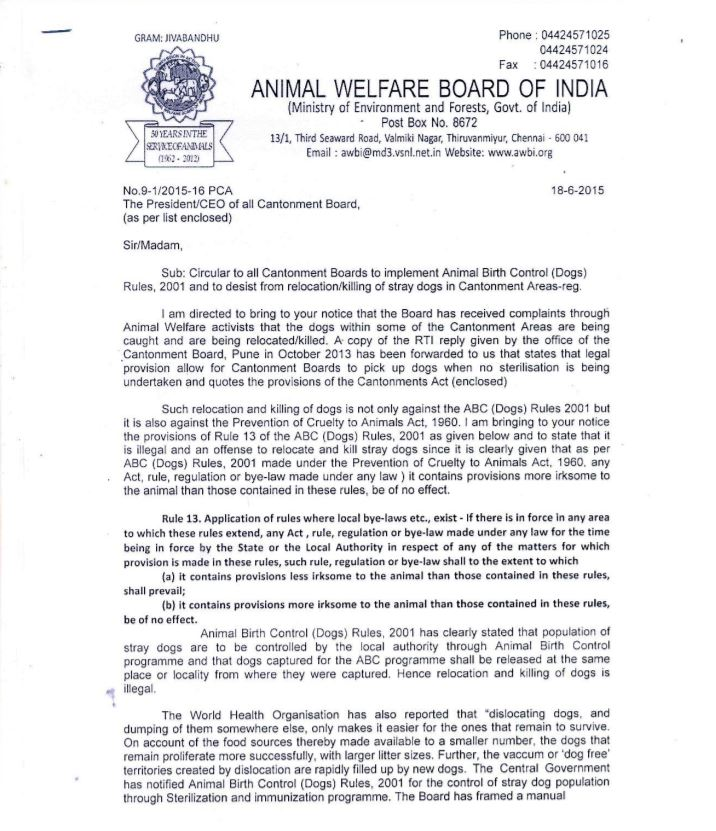 GRAM: JIVABANDHU
Phone : 04424571025
04424571024
Fax : 04424571016
ANIMAL WELFARE BOARD OF INDIA
(Ministry of Environment and Forests, Govt. of India)
Post Box No. 8672
13/1, Third Seaward Road, Valmiki Nagar, Thiruvanmiyur, Chennai - 600 041
Email : awbi@md3.vsnl.net.in Website: www.awbi.org
50 YEARS IN THE
SERVICE OF ANIMALS
(1962 - 2012)
No.9-1/2015-16 PCA
18-6-2015
The President/CEO of all Cantonment Board,
(as per list enclosed)
Sir/Madam,
Sub: Circular to all Cantonment Boards to implement Animal Birth Control (Dogs)
Rules, 2001 and to desist from relocation/killing of stray dogs in Cantonment Areas-reg.
I am directed to bring to your notice that the Board has received complaints through
Animal Welfare activists that the dogs within some of the Cantonment Areas are being
caught and are being relocated/killed. A copy of the RTI reply given by the office of the
Cantonment Board, Pune in October 2013 has been forwarded to us that states that legal
provision allow for Cantonment Boards to pick up dogs when no sterilisation is being
undertaken and quotes the provisions of the Cantonments Act (enclosed)
Such relocation and killing of dogs is not only against the ABC (Dogs) Rules 2001 but
it is also against the Prevention of Cruelty to Animals Act, 1960. I am bringing to your notice
the provisions of Rule 13 of the ABC (Dogs) Rules, 2001 as given below and to state that it
is illegal and an offense to relocate and kill stray dogs since it is clearly given that as per
ABC (Dogs) Rules, 2001 made under the Prevention of Cruelty to Animals Act, 1960, any
Act, rule, regulation or bye-law made under any law ) it contains provisions more irksome to
the animal than those contained in these rules, be of no effect.
Rule 13. Application of rules where local bye-laws etc., exist - If there is in force in any area
to which these rules extend, any Act , rule, regulation or bye-law made under any law for the time
being in force by the State or the Local Authority in respect of any of the matters for which
provision is made in these rules, such rule, regulation or bye-law shall to the extent to which
(a) it contains provisions less irksome to the animal than those contained in these rules,
shall prevail;
(b) it contains provisions more irksome to the animal than those contained in these rules,
be of no effect.
Animal Birth Control (Dogs) Rules, 2001 has clearly stated that population of
stray dogs are to be controlled by the local authority through Animal Birth Control
programme and that dogs captured for the ABC programme shall be released at the same
place or locality from where they were captured. Hence relocation and killing of dogs is
illegal.
The World Health Organisation has also reported that "dislocating dogs, and
dumping of them somewhere else, only makes it easier for the ones that remain to survive.
On account of the food sources thereby made available to a smaller number, the dogs that
remain proliferate more successfully, with larger litter sizes. Further, the vaccum or 'dog free'
territories created by dislocation are rapidly filled up by new dogs. The Central Government
has notified Animal Birth Control (Dogs) Rules, 2001 for the control of stray dog population
through Sterilization and immunization programme. The Board has framed a manual